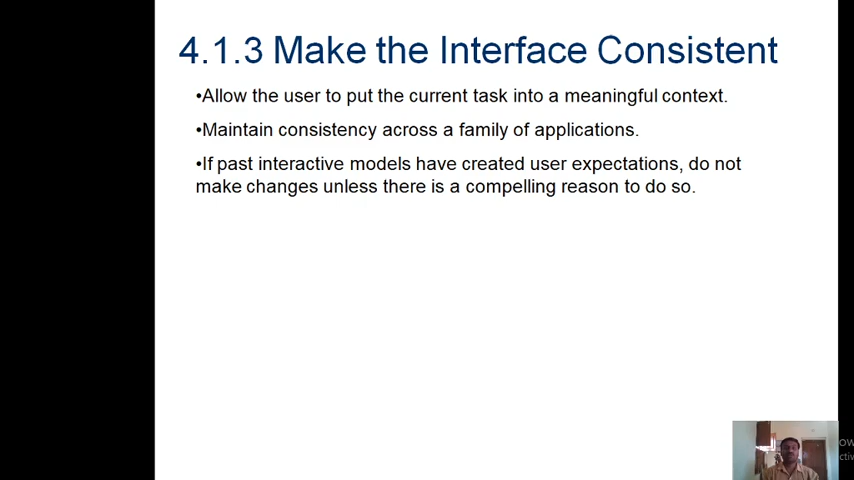 4.1.3 Make the Interface Consistent
•Allow the user to put the current task into a meaningful context.
•Maintain consistency across a family of applications.
•If past interactive models have created user expectations, do not
make changes unless there is a compelling reason to do so.